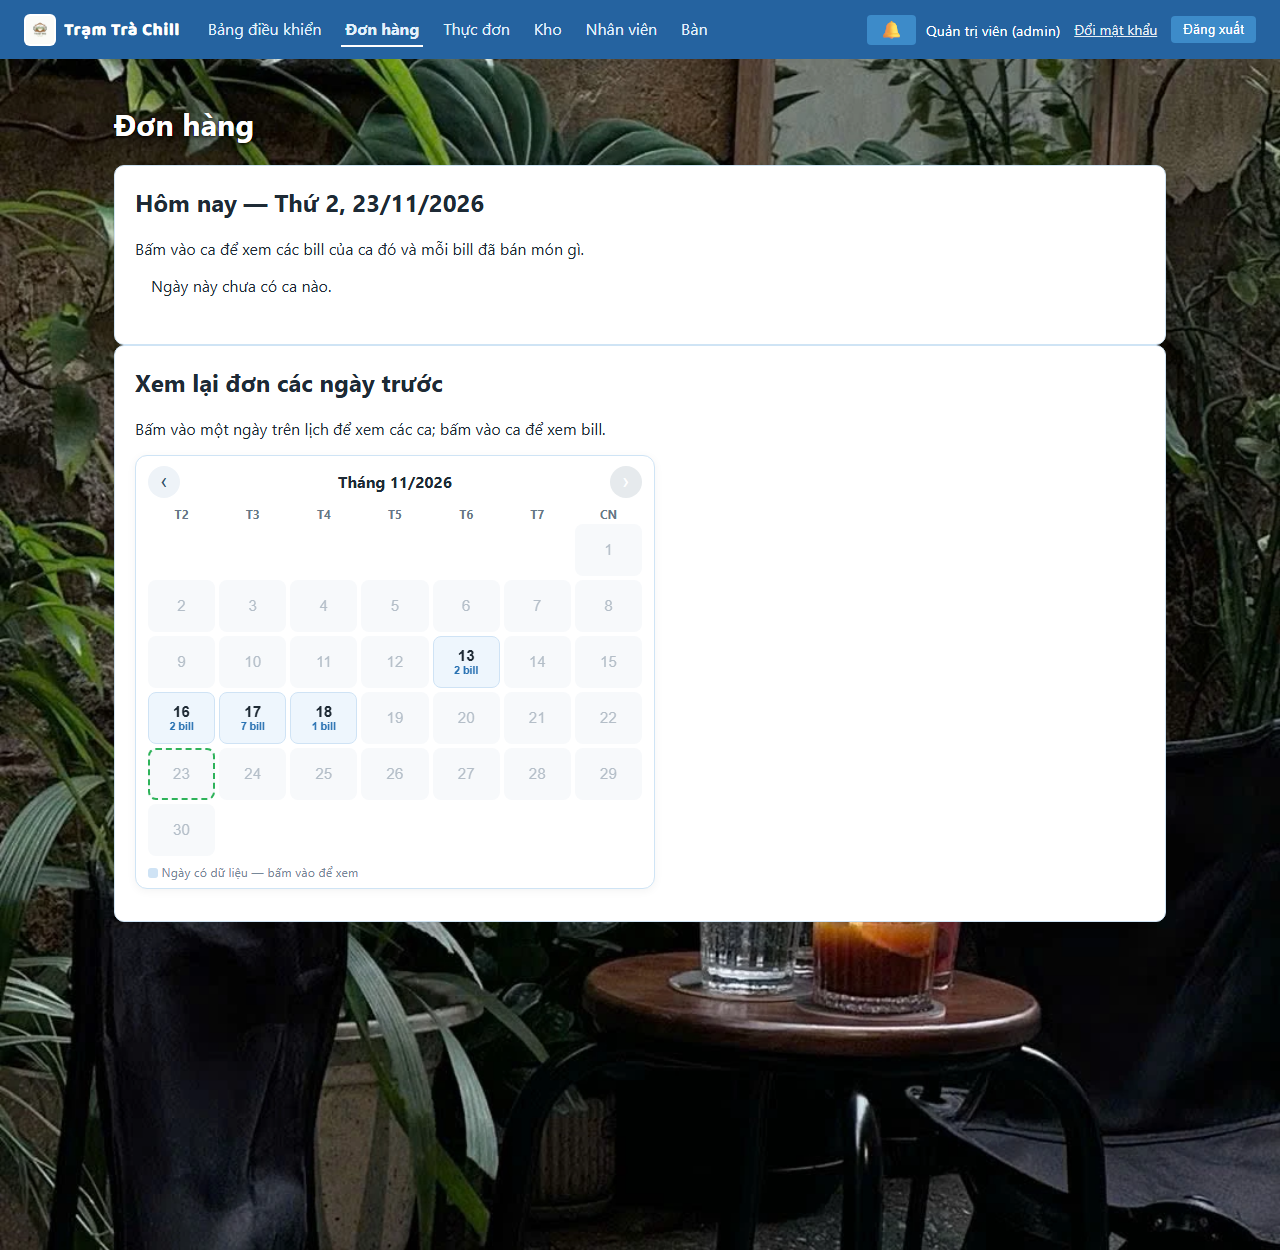 Trạm Trà Chill
Bảng điều khiển
Đơn hàng
Thực đơn
Kho
Nhân viên
Bàn
Quản trị viên (admin)
Đổi mật khẩu
Đăng xuất
Đơn hàng
Hôm nay — Thứ 2, 23/11/2026
Bấm vào ca để xem các bill của ca đó và mỗi bill đã bán món gì.
Ngày này chưa có ca nào.
Xem lại đơn các ngày trước
Bấm vào một ngày trên lịch để xem các ca; bấm vào ca để xem bill.
‹ Tháng 11/2026 ›
T2 T3 T4 T5 T6 T7 CN
1
2 3 4 5 6 7 8
9 10 11 12 13 14 15
2 bill
16 17 18 19 20 21 22
2 bill 7 bill 1 bill
23 24 25 26 27 28 29
30
Ngày có dữ liệu — bấm vào để xem